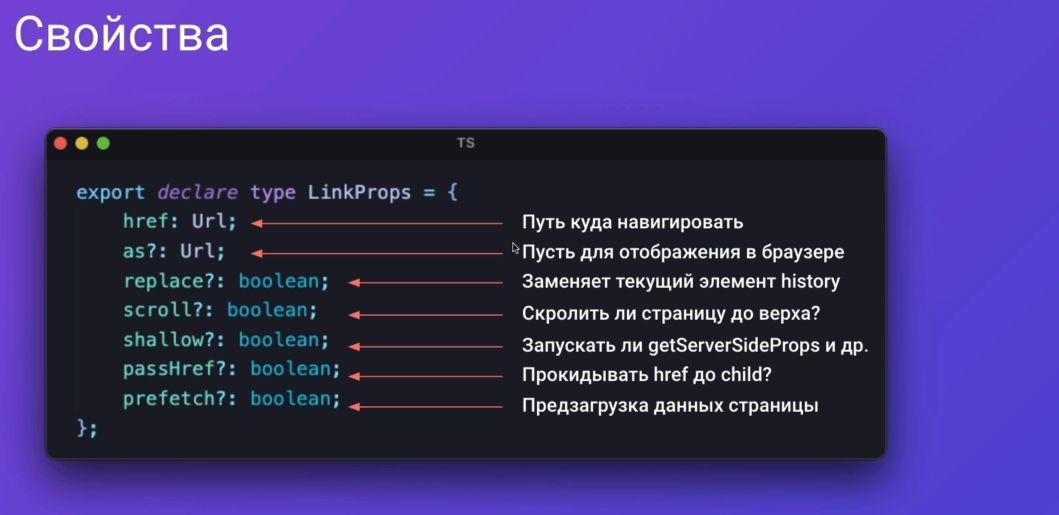 Свойства
TS
export declare type LinkProps = {
href: Url; Путь куда навигировать
as?: Url; Пусть для отображения в браузере
replace?: boolean; Заменяет текущий элемент history
scroll?: boolean; Скролить ли страницу до верха?
shallow?: boolean; Запускать ли getServerSideProps и др.
passHref?: boolean; Прокидывать href до child?
prefetch?: boolean; Предзагрузка данных страницы
};